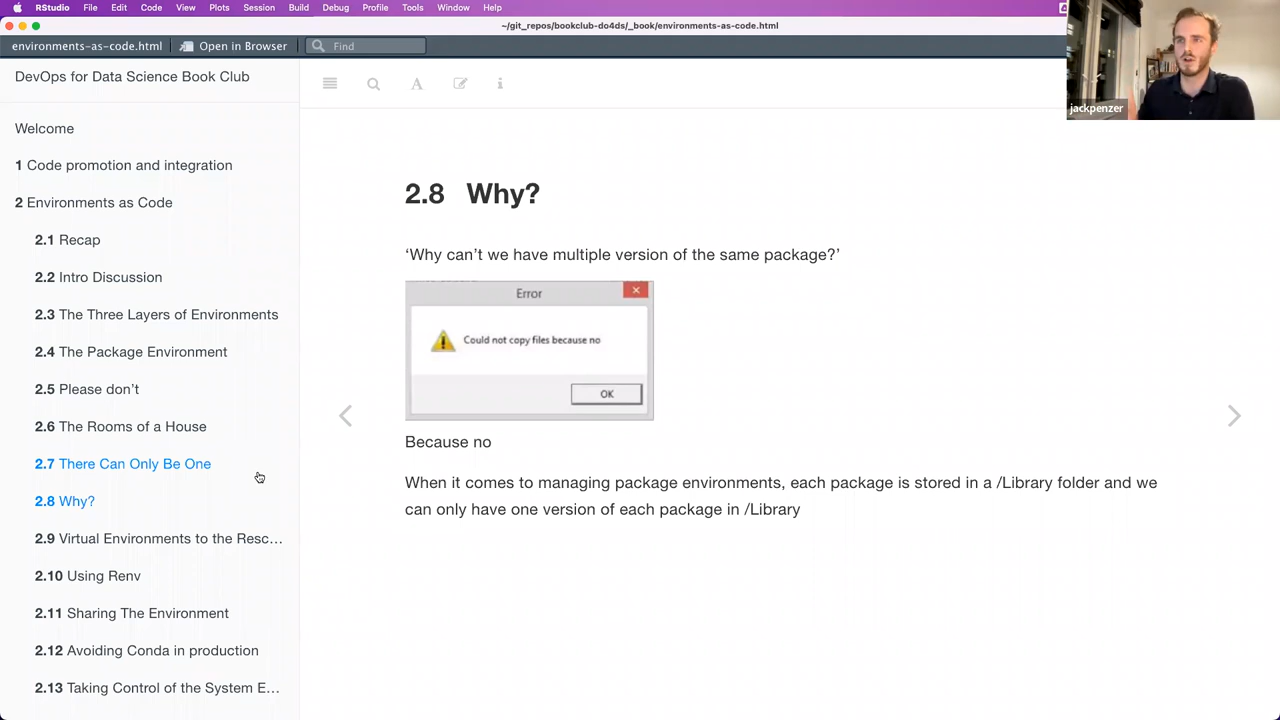 RStudio File Edit Code View Plots Session Build Debug Profile Tools Window Help
~/git_repos/bookclub-do4ds/_book/environments-as-code.html
environments-as-code.html Open in Browser Find
DevOps for Data Science Book Club
Welcome
1 Code promotion and integration
2 Environments as Code
2.1 Recap
2.2 Intro Discussion
2.3 The Three Layers of Environments
2.4 The Package Environment
2.5 Please don't
2.6 The Rooms of a House
2.7 There Can Only Be One
2.8 Why?
2.9 Virtual Environments to the Resc…
2.10 Using Renv
2.11 Sharing The Environment
2.12 Avoiding Conda in production
2.13 Taking Control of the System E…
2.8 Why?
‘Why can’t we have multiple version of the same package?’
Error
Could not copy files because no
OK
Because no
When it comes to managing package environments, each package is stored in a /Library folder and we
can only have one version of each package in /Library
jackpenzer